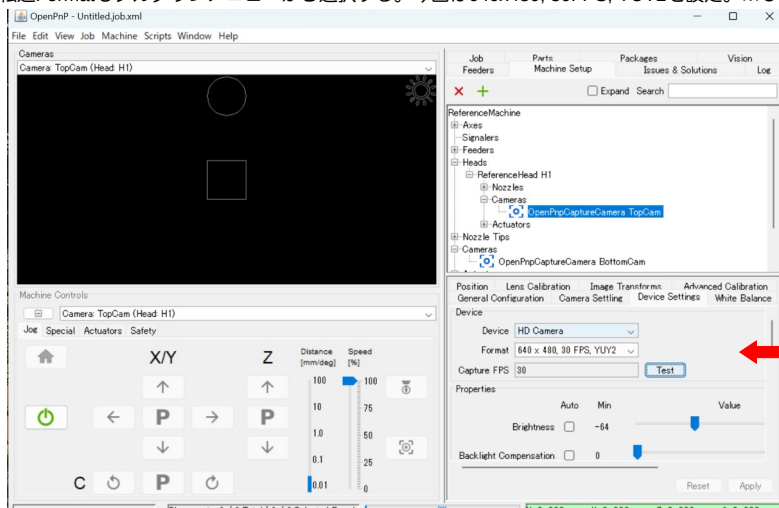 OpenPnP - Untitled.job.xml
File Edit View Job Machine Scripts Window Help
Cameras
Camera: TopCam (Head: H1)
Machine Controls
Camera: TopCam (Head: H1)
Jog Special Actuators Safety
X/Y Z
Distance [mm/deg]
Speed [%]
100 100
10 75
1.0 50
0.1 25
0.01 0
P P
C P
Job Parts Packages Vision
Feeders Machine Setup Issues & Solutions Log
Expand Search
ReferenceMachine
Axes
Signalers
Feeders
Heads
ReferenceHead H1
Nozzles
Cameras
OpenPnpCaptureCamera TopCam
Actuators
Nozzle Tips
Cameras
OpenPnpCaptureCamera BottomCam
Position Lens Calibration Image Transforms Advanced Calibration
General Configuration Camera Settling Device Settings White Balance
Device
Device HD Camera
Format 640 x 480, 30 FPS, YUY2
Capture FPS 30 Test
Properties
Auto Min Value
Brightness -64
Backlight Compensation 0
Reset Apply